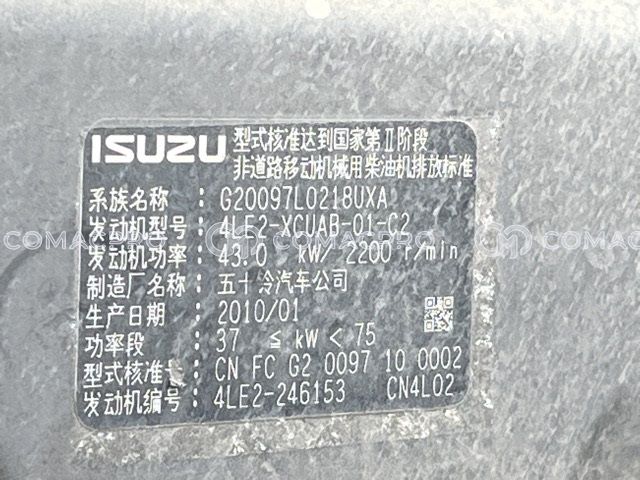 ISUZU
型式核准达到国家第Ⅱ阶段
非道路移动机械用柴油机排放标准
系族名称 : G20097L0218UXA
发动机型号: 4LE2-XCUAB-01-C2
发动机功率: 43.0 kW/ 2200 r/min
制造厂名称: 五十冷汽车公司
生产日期 : 2010/01
功率段 : 37 ≤ kW < 75
型式核准号: CN FC G2 0097 10 0002
发动机编号: 4LE2-246153 CN4L02
COMACPRO COMACPRO COMACPRO